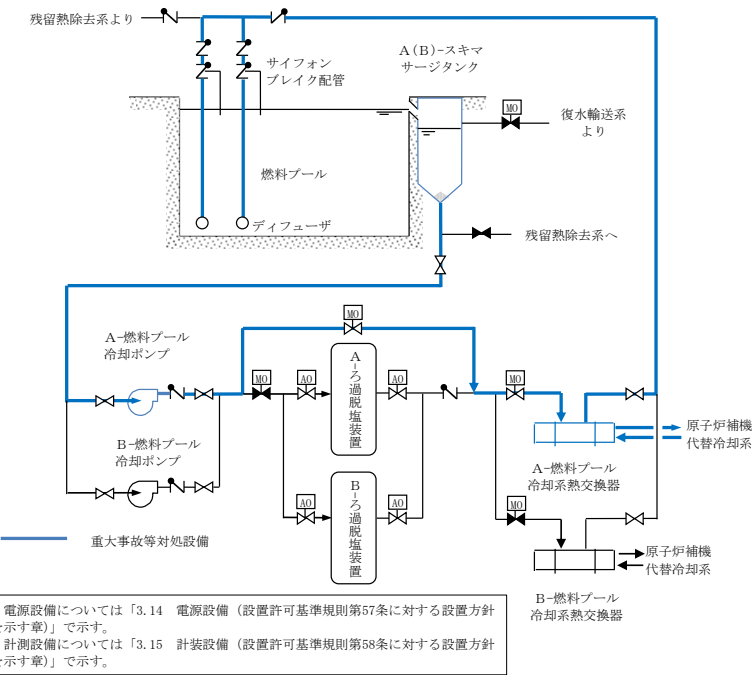 残留熱除去系より
A(B)-スキマ
サージタンク
サイフォン
ブレイク配管
MO
復水輸送系
より
燃料プール
ディフューザ
残留熱除去系へ
MO
A-燃料プール
冷却ポンプ
MO
AO
A-ろ過脱塩装置
AO
MO
原子炉補機
代替冷却系
A-燃料プール
冷却系熱交換器
B-燃料プール
冷却ポンプ
AO
B-ろ過脱塩装置
AO
MO
原子炉補機
代替冷却系
B-燃料プール
冷却系熱交換器
重大事故等対処設備
電源設備については「3.14 電源設備(設置許可基準規則第57条に対する設置方針
を示す章)」で示す。
計測設備については「3.15 計装設備(設置許可基準規則第58条に対する設置方針
を示す章)」で示す。